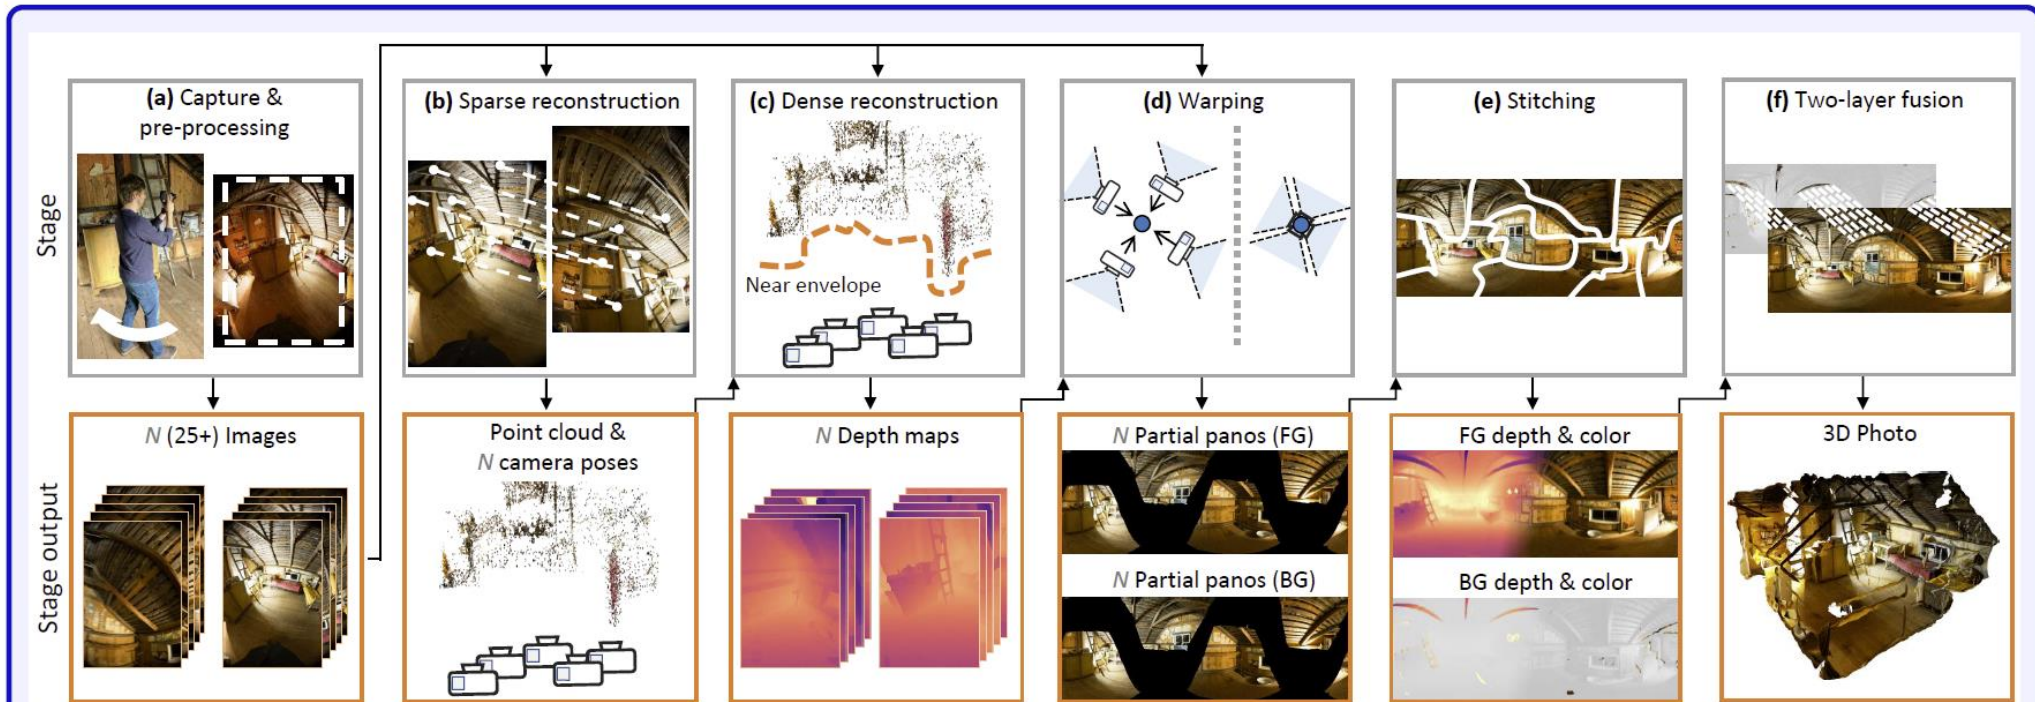 Stage
(a) Capture &
pre-processing
(b) Sparse reconstruction
(c) Dense reconstruction
Near envelope
(d) Warping
(e) Stitching
(f) Two-layer fusion
Stage output
N (25+) Images
Point cloud &
N camera poses
N Depth maps
N Partial panos (FG)
N Partial panos (BG)
FG depth & color
BG depth & color
3D Photo